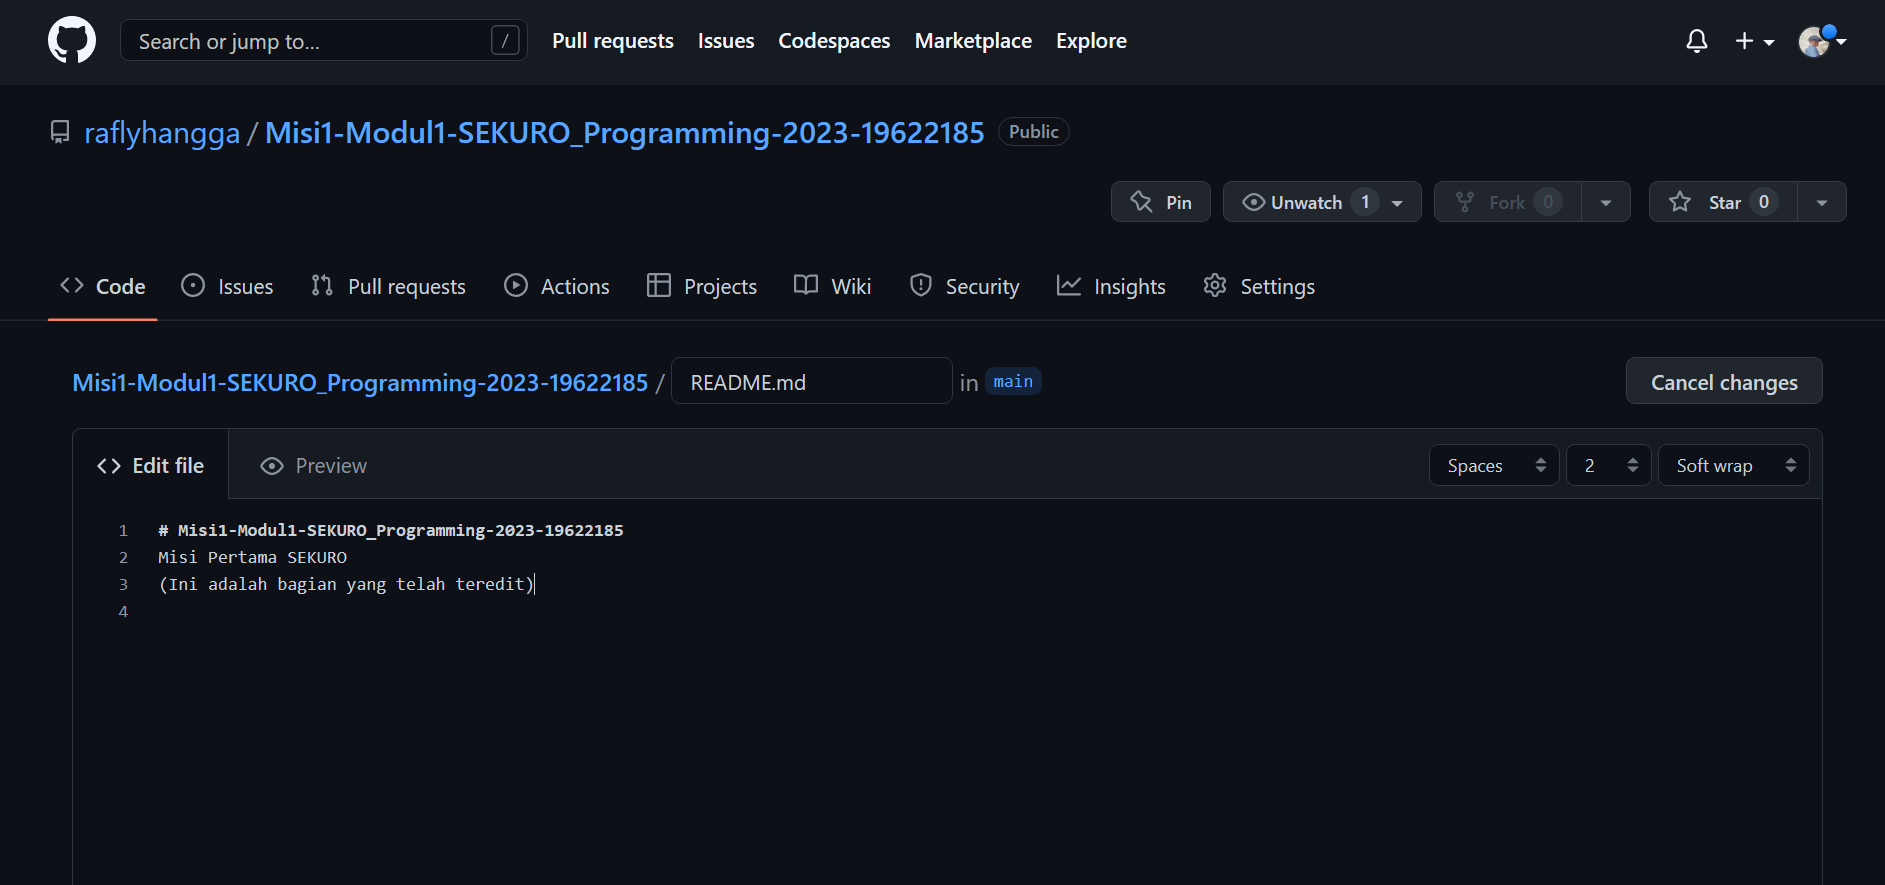 Search or jump to... /
Pull requests Issues Codespaces Marketplace Explore
raflyhangga / Misi1-Modul1-SEKURO_Programming-2023-19622185 Public
Pin Unwatch 1 Fork 0 Star 0
Code Issues Pull requests Actions Projects Wiki Security Insights Settings
Misi1-Modul1-SEKURO_Programming-2023-19622185 / README.md in main Cancel changes
Edit file Preview Spaces 2 Soft wrap
1 # Misi1-Modul1-SEKURO_Programming-2023-19622185
2 Misi Pertama SEKURO
3 (Ini adalah bagian yang telah teredit)
4